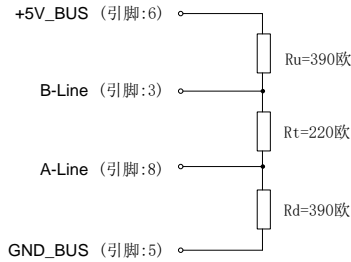 +5V_BUS (引脚:6)
Ru=390欧
B-Line (引脚:3)
Rt=220欧
A-Line (引脚:8)
Rd=390欧
GND_BUS (引脚:5)